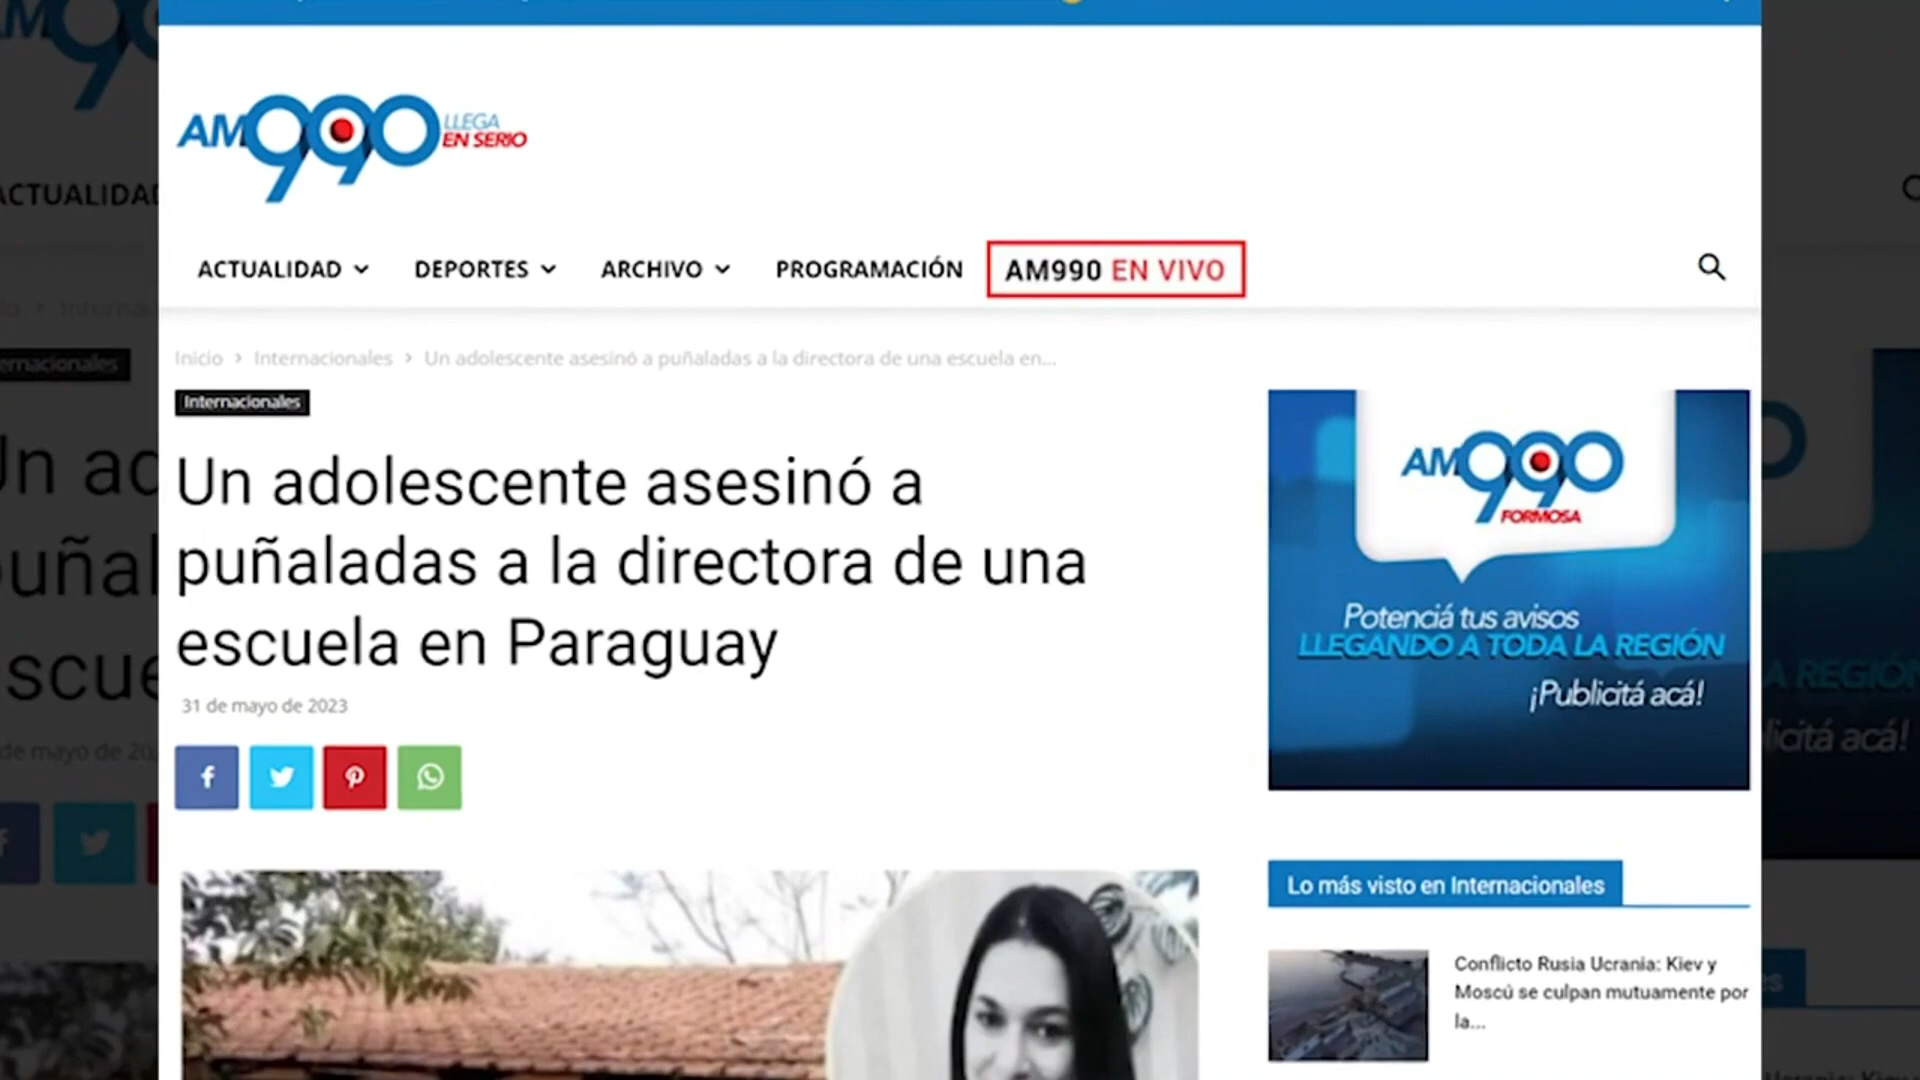 AM990 LLEGA
EN SERIO
ACTUALIDAD DEPORTES ARCHIVO PROGRAMACIÓN AM990 EN VIVO
Inicio > Internacionales > Un adolescente asesinó a puñaladas a la directora de una escuela en...
Internacionales
Un adolescente asesinó a
puñaladas a la directora de una
escuela en Paraguay
31 de mayo de 2023
AM990
FORMOSA
Potenciá tus avisos
LLEGANDO A TODA LA REGIÓN
¡Publicitá acá!
Lo más visto en Internacionales
Conflicto Rusia Ucrania: Kiev y
Moscú se culpan mutuamente por
la...